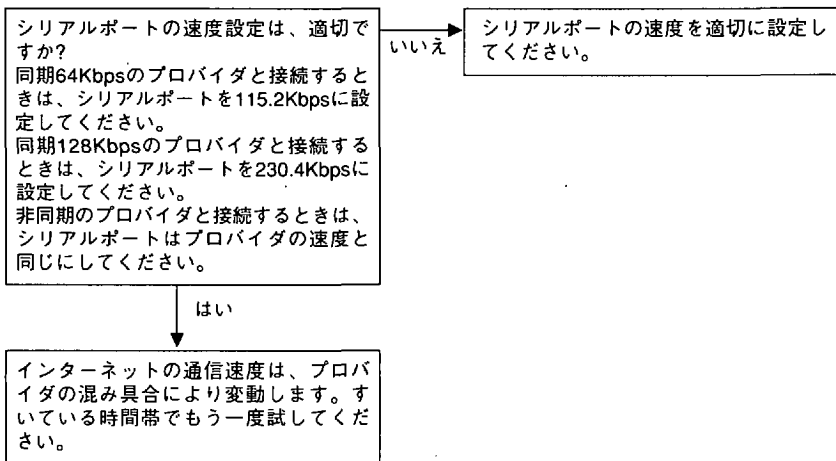 シリアルポートの速度設定は、適切で
すか?
同期64Kbpsのプロバイダと接続すると
きは、シリアルポートを115.2Kbpsに設
定してください。
同期128Kbpsのプロバイダと接続する
ときは、シリアルポートを230.4Kbpsに
設定してください。
非同期のプロバイダと接続するときは、
シリアルポートはプロバイダの速度と
同じにしてください。
いいえ
シリアルポートの速度を適切に設定し
てください。
はい
インターネットの通信速度は、プロバ
イダの混み具合により変動します。す
いている時間帯でもう一度試してくだ
さい。